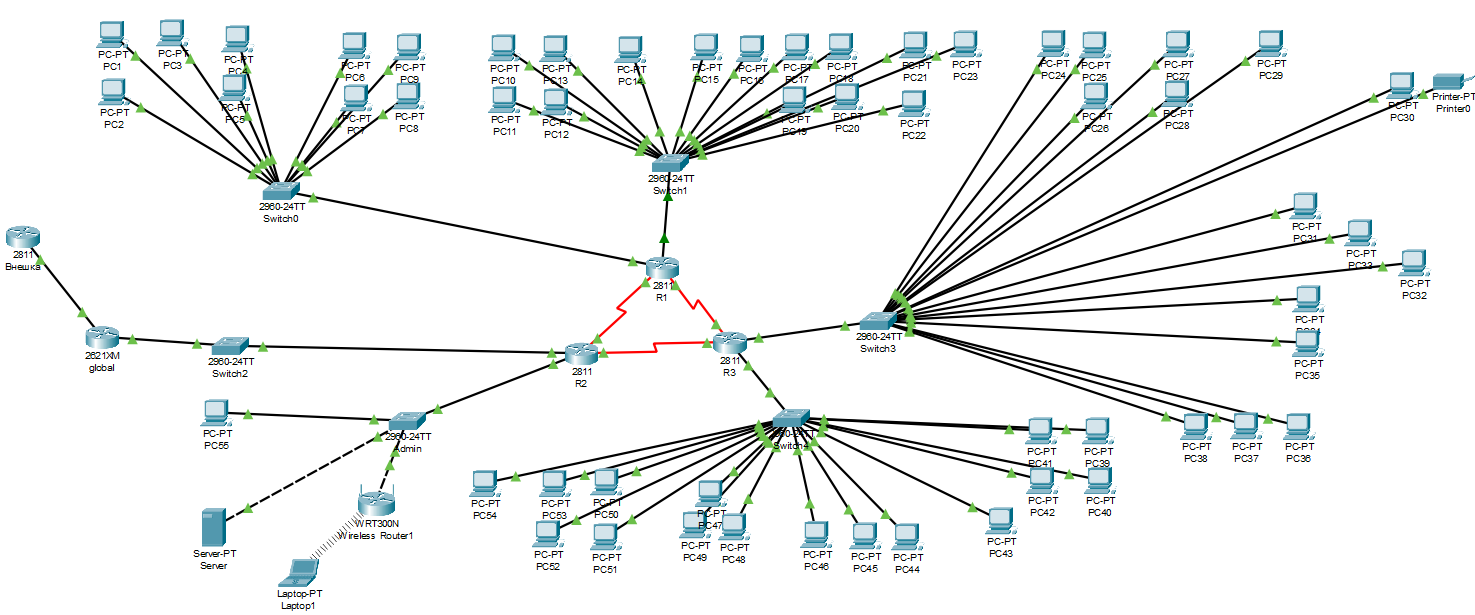 PC-PT
PC1
PC-PT
PC3
PC-PT
PC4
PC-PT
PC2
PC-PT
PC5
PC-PT
PC6
PC-PT
PC9
PC-PT
PC7
PC-PT
PC8
2960-24TT
Switch0
PC-PT
PC10
PC-PT
PC13
PC-PT
PC14
PC-PT
PC15
PC-PT
PC16
PC-PT
PC17
PC-PT
PC18
PC-PT
PC21
PC-PT
PC23
PC-PT
PC11
PC-PT
PC12
PC-PT
PC19
PC-PT
PC20
PC-PT
PC22
2960-24TT
Switch1
PC-PT
PC24
PC-PT
PC25
PC-PT
PC27
PC-PT
PC29
PC-PT
PC26
PC-PT
PC28
PC-PT
PC30
Printer-PT
Printer0
PC-PT
PC31
PC-PT
PC33
PC-PT
PC32
PC-PT
PC-PT
PC35
2960-24TT
Switch3
2811
Внешка
2811
R1
2621XM
global
2960-24TT
Switch2
2811
R2
2811
R3
PC-PT
PC55
2960-24TT
Admin
Switch4
PC-PT
PC41
PC-PT
PC39
PC-PT
PC38
PC-PT
PC37
PC-PT
PC36
PC-PT
PC54
PC-PT
PC53
PC-PT
PC50
PC-PT
PC47
PC-PT
PC42
PC-PT
PC40
PC-PT
PC52
PC-PT
PC51
PC-PT
PC49
PC-PT
PC48
PC-PT
PC46
PC-PT
PC45
PC-PT
PC44
PC-PT
PC43
WRT300N
Wireless Router1
Server-PT
Server
Laptop-PT
Laptop1